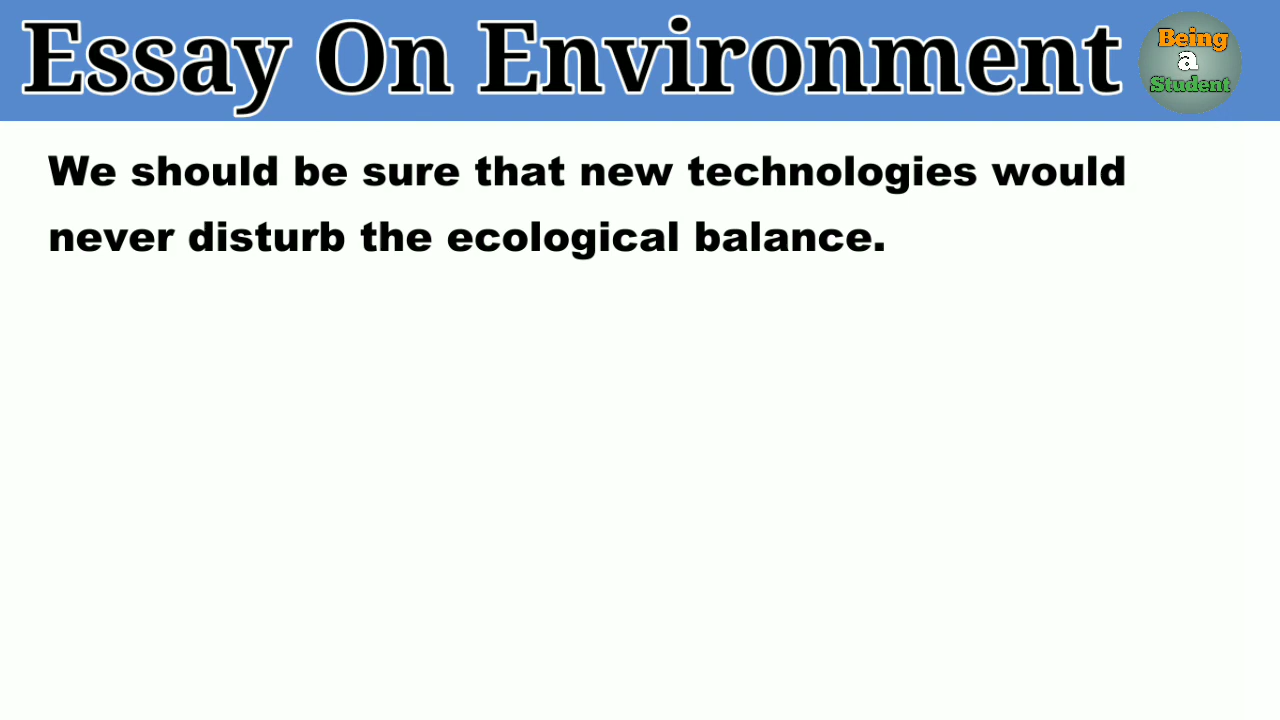 Essay On Environment
Being
a
Student
We should be sure that new technologies would
never disturb the ecological balance.